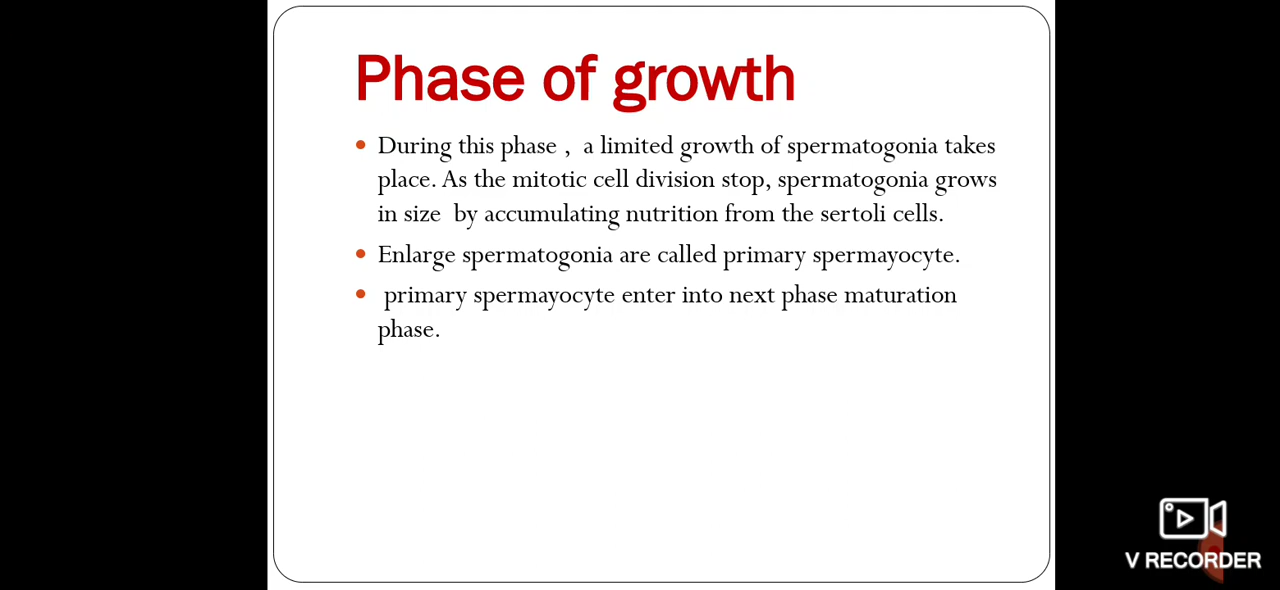 Phase of growth
During this phase , a limited growth of spermatogonia takes
place. As the mitotic cell division stop, spermatogonia grows
in size by accumulating nutrition from the sertoli cells.
Enlarge spermatogonia are called primary spermayocyte.
primary spermayocyte enter into next phase maturation
phase.
V RECORDER